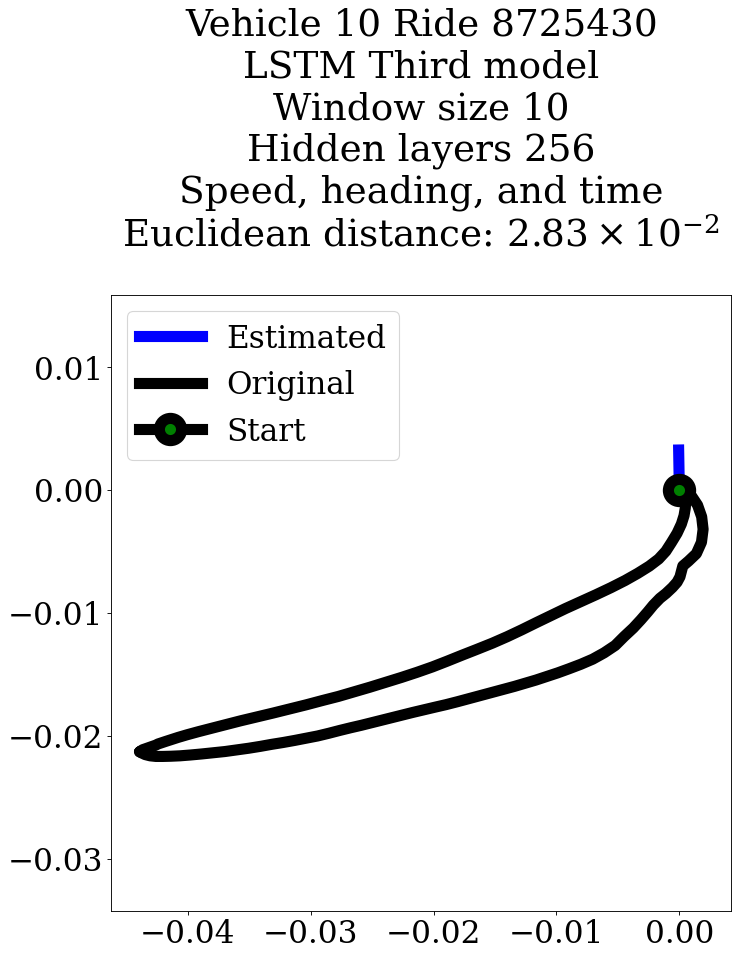 Vehicle 10 Ride 8725430
LSTM Third model
Window size 10
Hidden layers 256
Speed, heading, and time
Euclidean distance: 2.83 × 10⁻²
Estimated
Original
Start
0.01
0.00
−0.01
−0.02
−0.03
−0.04 −0.03 −0.02 −0.01 0.00